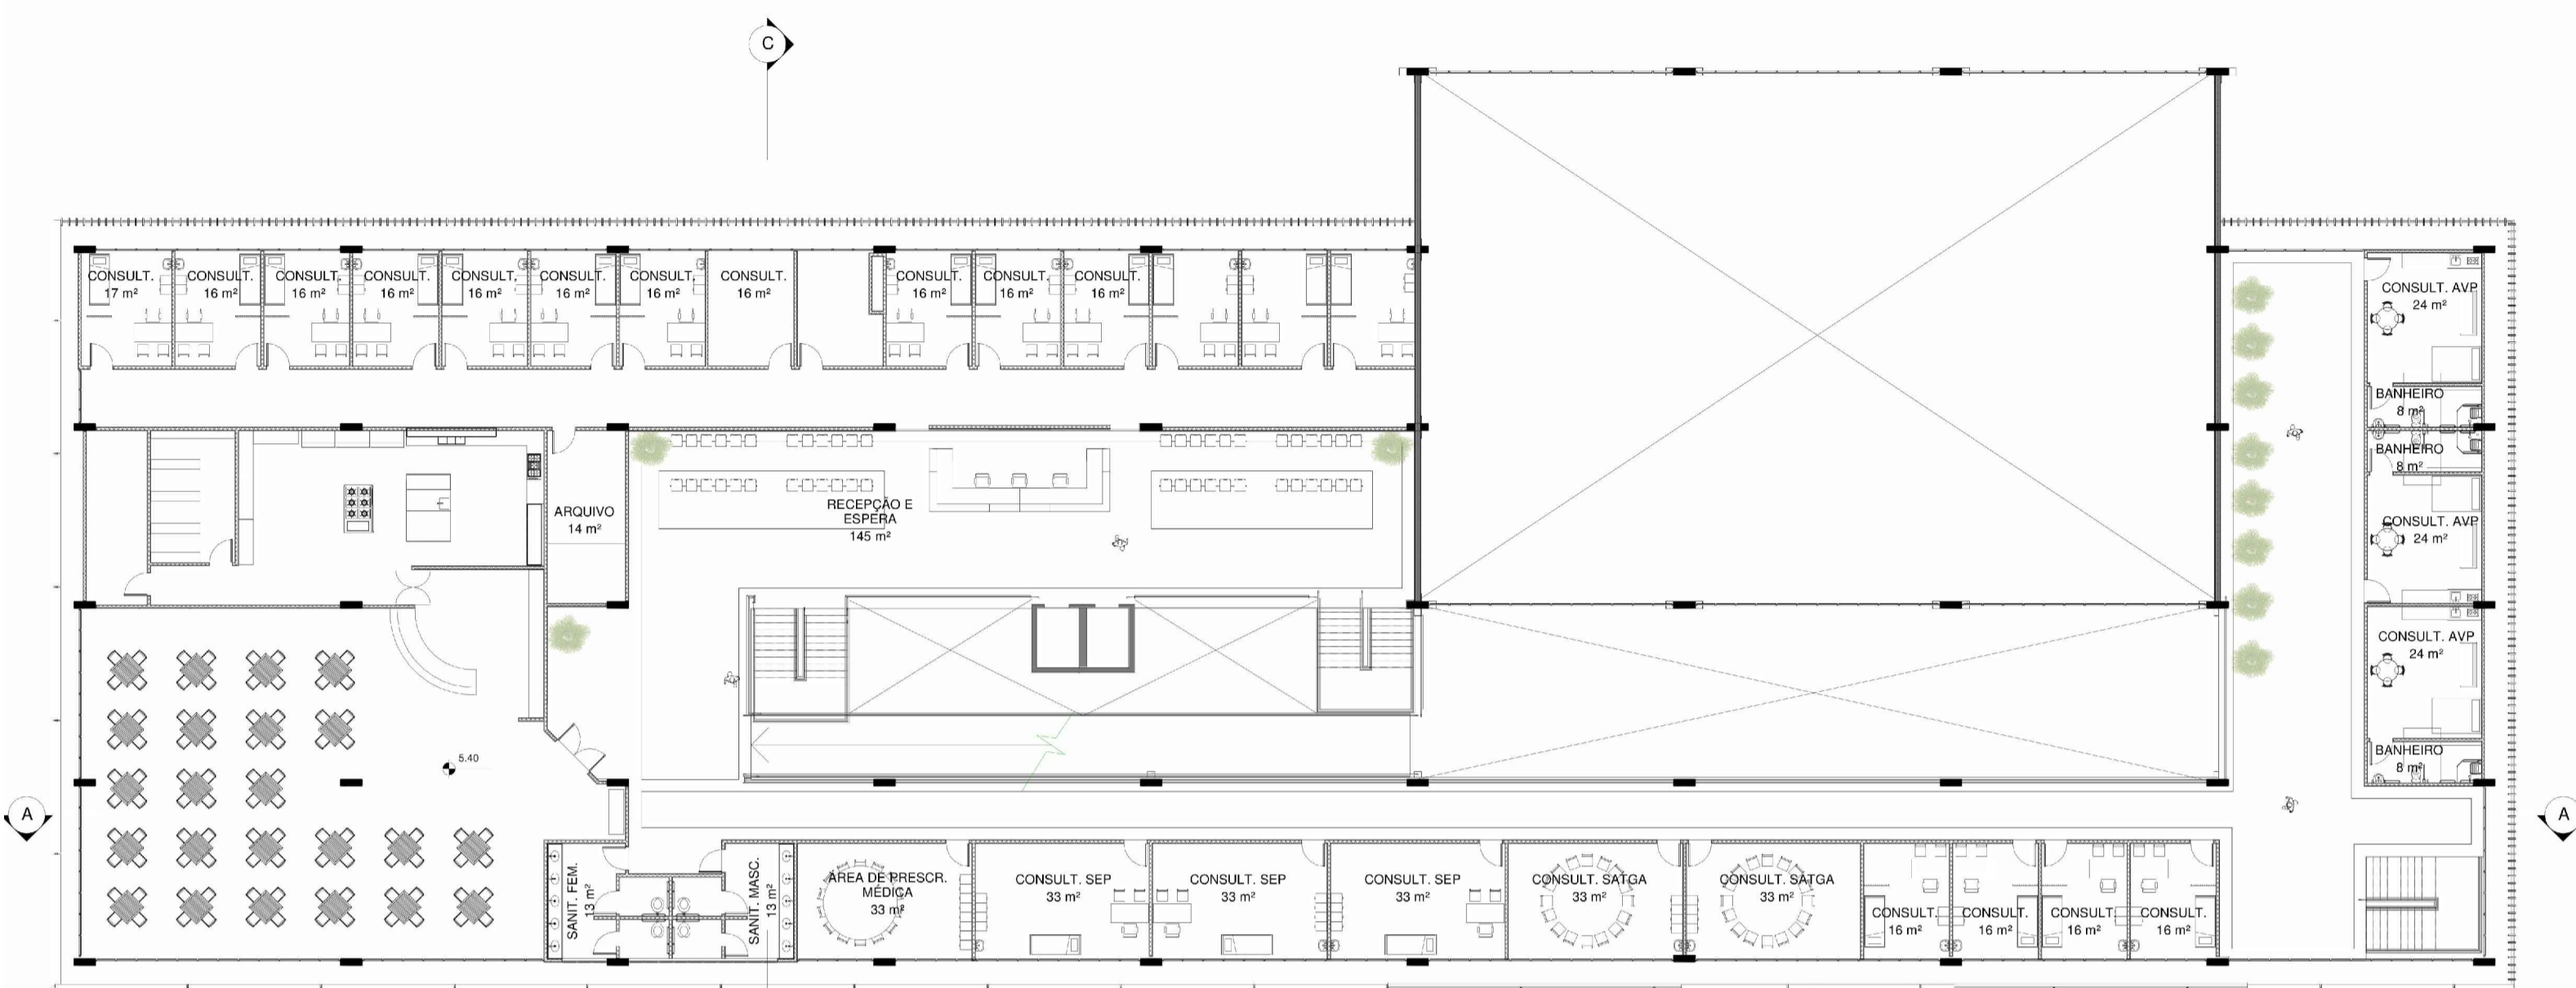 C
CONSULT.
17 m²
CONSULT.
16 m²
CONSULT.
16 m²
CONSULT.
16 m²
CONSULT.
16 m²
CONSULT.
16 m²
CONSULT.
16 m²
CONSULT.
16 m²
CONSULT.
16 m²
CONSULT.
16 m²
CONSULT.
16 m²
CONSULT. AVP
24 m²
BANHEIRO
8 m²
BANHEIRO
8 m²
ARQUIVO
14 m²
RECEPÇÃO E
ESPERA
145 m²
CONSULT. AVP
24 m²
CONSULT. AVP
24 m²
BANHEIRO
8 m²
5.40
A
A
SANIT. FEM.
13 m²
SANIT. MASC.
13 m²
ÁREA DE PRESCR.
MÉDICA
33 m²
CONSULT. SEP
33 m²
CONSULT. SEP
33 m²
CONSULT. SEP
33 m²
CONSULT. SATGA
33 m²
CONSULT. SATGA
33 m²
CONSULT.
16 m²
CONSULT.
16 m²
CONSULT.
16 m²
CONSULT.
16 m²